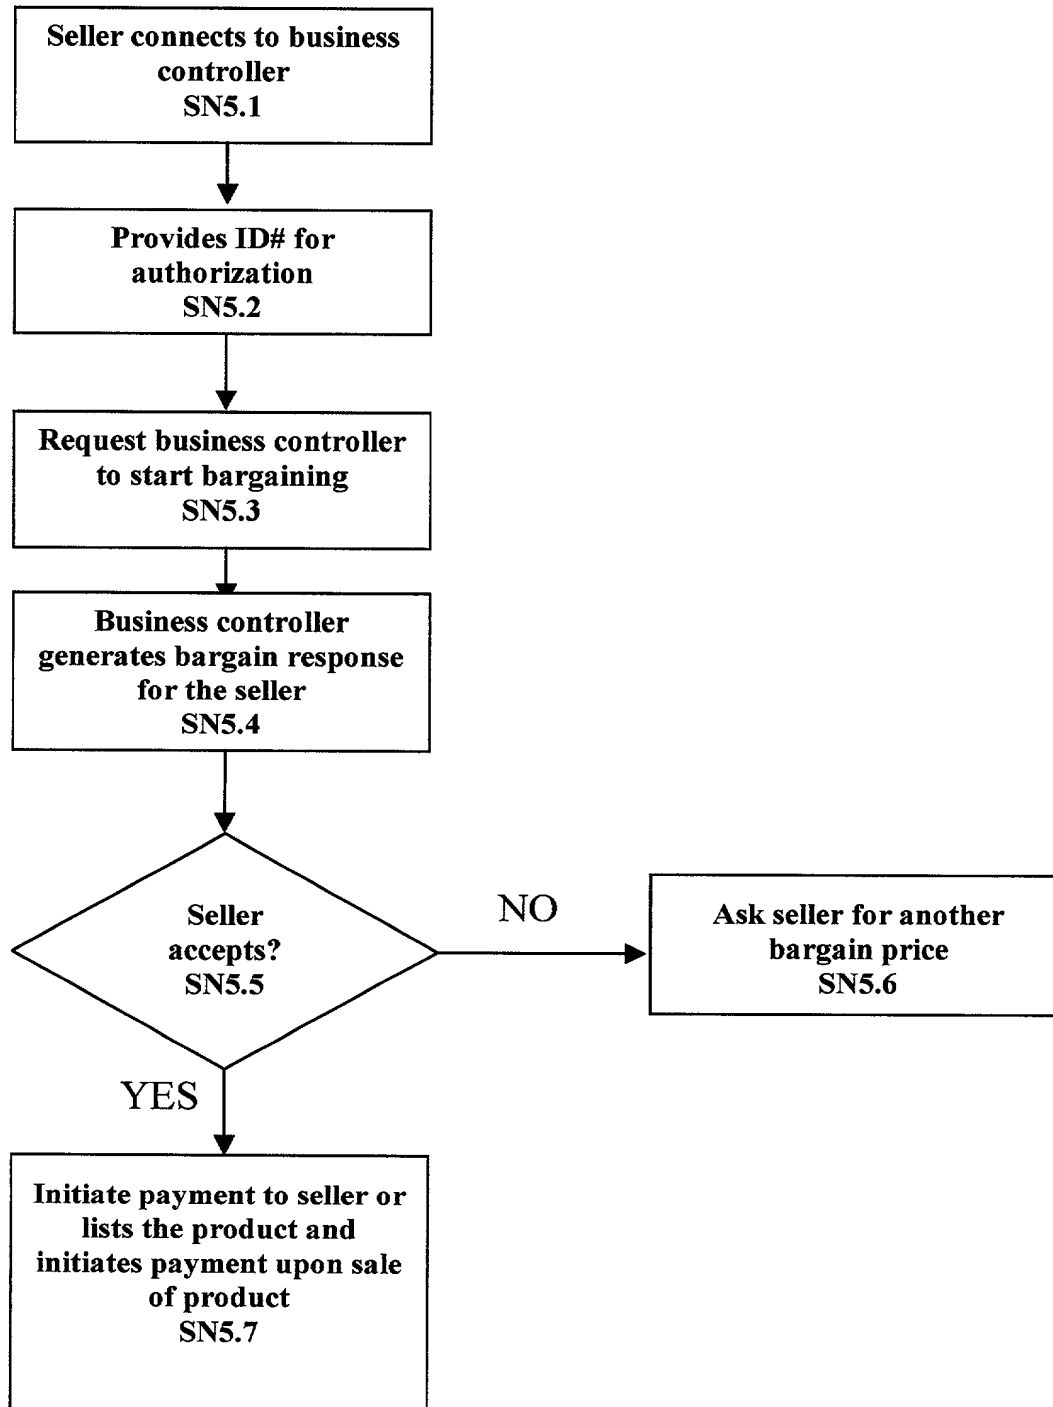 Seller connects to business
controller
SN5.1
Provides ID# for
authorization
SN5.2
Request business controller
to start bargaining
SN5.3
Business controller
generates bargain response
for the seller
SN5.4
Seller
accepts?
SN5.5
NO
Ask seller for another
bargain price
SN5.6
YES
Initiate payment to seller or
lists the product and
initiates payment upon sale
of product
SN5.7